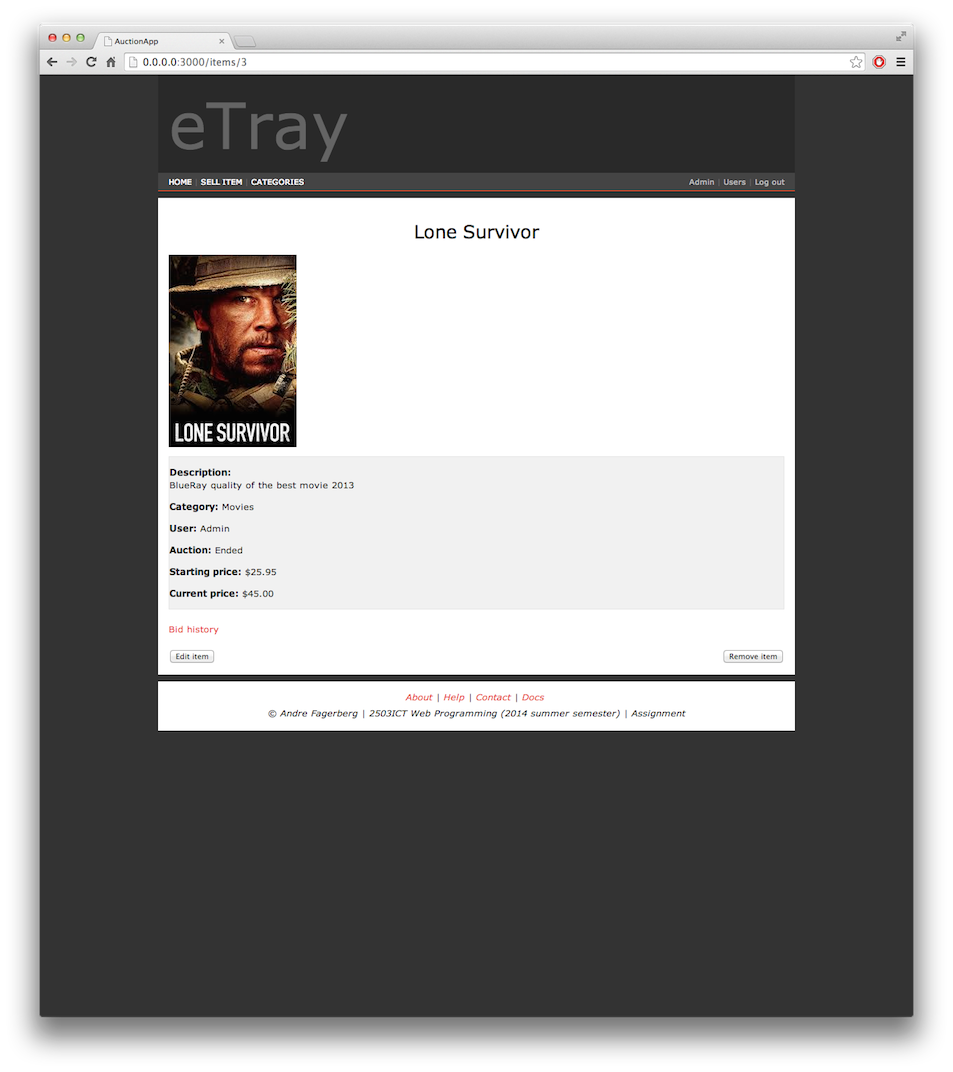 AuctionApp
0.0.0.0:3000/items/3
eTray
HOME | SELL ITEM | CATEGORIES Admin | Users | Log out
Lone Survivor
LONE SURVIVOR
Description:
BlueRay quality of the best movie 2013
Category: Movies
User: Admin
Auction: Ended
Starting price: $25.95
Current price: $45.00
Bid history
Edit item Remove item
About | Help | Contact | Docs
© Andre Fagerberg | 2503ICT Web Programming (2014 summer semester) | Assignment